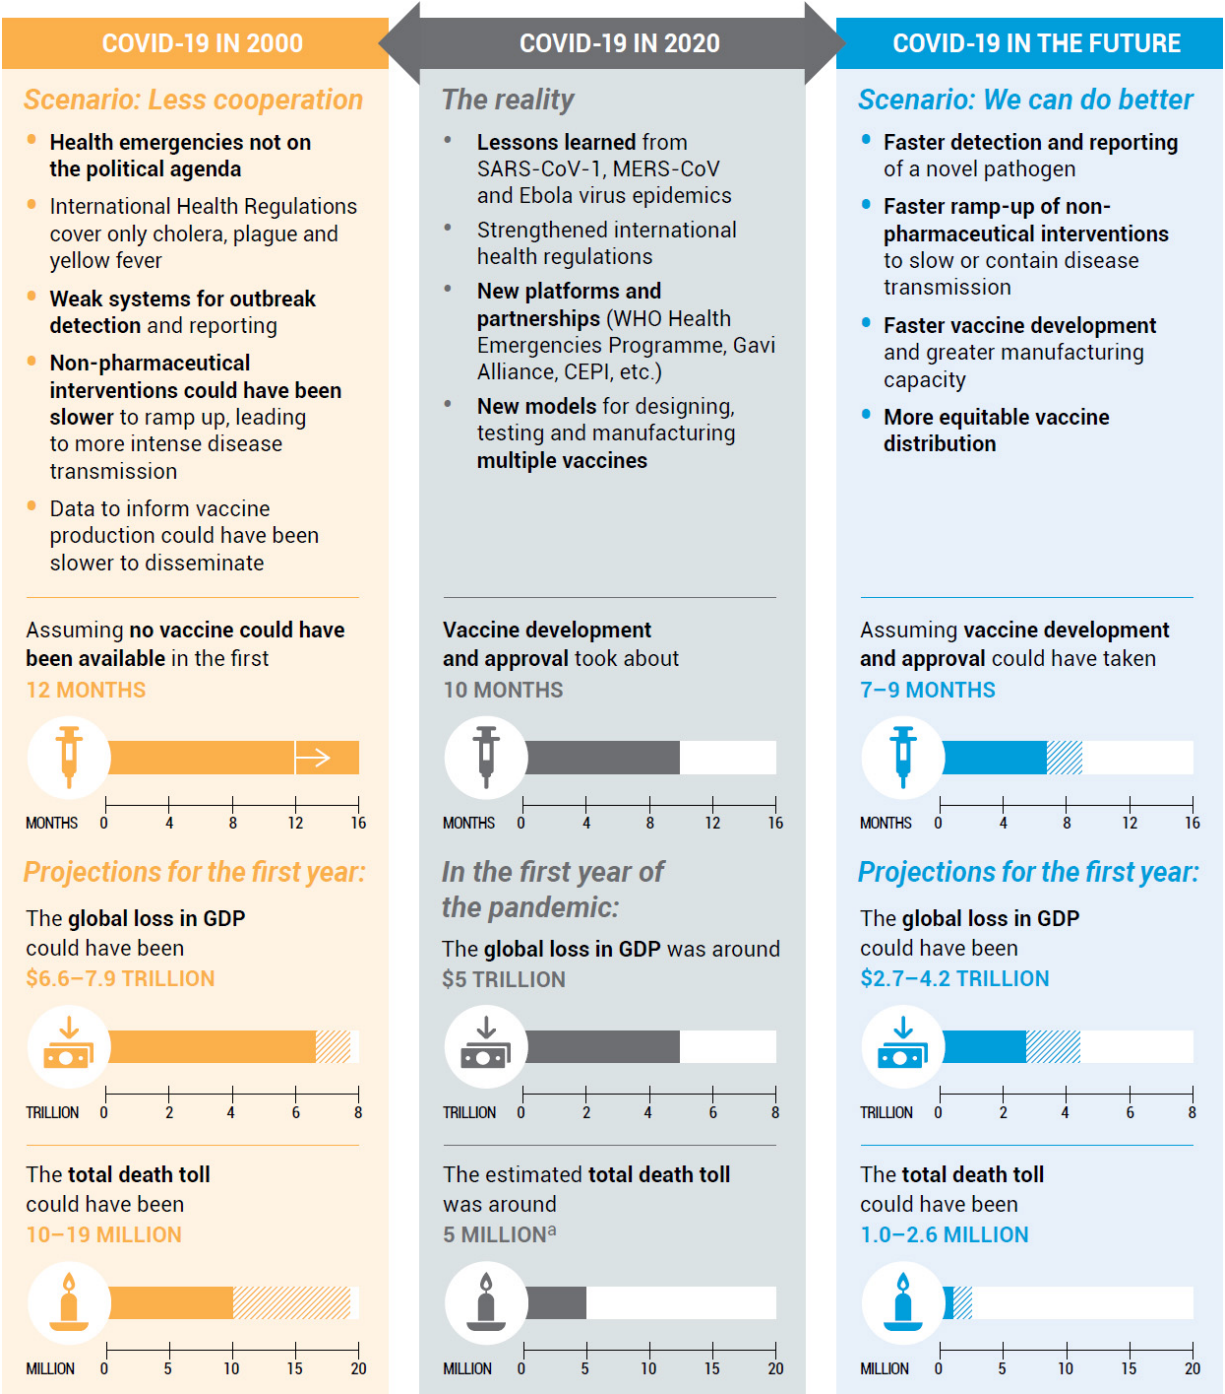 COVID-19 IN 2000
Scenario: Less cooperation
• Health emergencies not on
the political agenda
• International Health Regulations
cover only cholera, plague and
yellow fever
• Weak systems for outbreak
detection and reporting
• Non-pharmaceutical
interventions could have been
slower to ramp up, leading
to more intense disease
transmission
• Data to inform vaccine
production could have been
slower to disseminate
Assuming no vaccine could have
been available in the first
12 MONTHS
MONTHS 0 4 8 12 16
Projections for the first year:
The global loss in GDP
could have been
$6.6–7.9 TRILLION
TRILLION 0 2 4 6 8
The total death toll
could have been
10–19 MILLION
MILLION 0 5 10 15 20
COVID-19 IN 2020
The reality
• Lessons learned from
SARS-CoV-1, MERS-CoV
and Ebola virus epidemics
• Strengthened international
health regulations
• New platforms and
partnerships (WHO Health
Emergencies Programme, Gavi
Alliance, CEPI, etc.)
• New models for designing,
testing and manufacturing
multiple vaccines
Vaccine development
and approval took about
10 MONTHS
MONTHS 0 4 8 12 16
In the first year of
the pandemic:
The global loss in GDP was around
$5 TRILLION
TRILLION 0 2 4 6 8
The estimated total death toll
was around
5 MILLIONᵃ
MILLION 0 5 10 15 20
COVID-19 IN THE FUTURE
Scenario: We can do better
• Faster detection and reporting
of a novel pathogen
• Faster ramp-up of non-
pharmaceutical interventions
to slow or contain disease
transmission
• Faster vaccine development
and greater manufacturing
capacity
• More equitable vaccine
distribution
Assuming vaccine development
and approval could have taken
7–9 MONTHS
MONTHS 0 4 8 12 16
Projections for the first year:
The global loss in GDP
could have been
$2.7–4.2 TRILLION
TRILLION 0 2 4 6 8
The total death toll
could have been
1.0–2.6 MILLION
MILLION 0 5 10 15 20